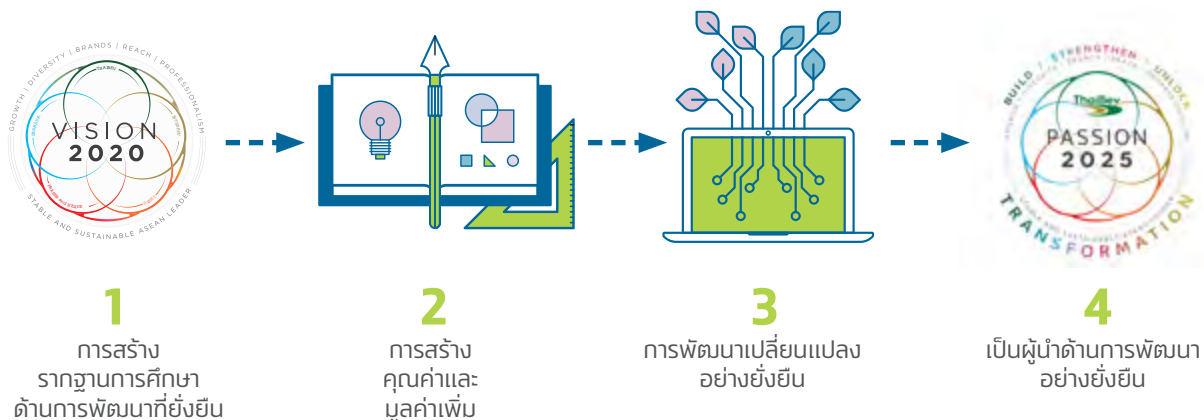 GROWTH | DIVERSITY | BRANDS | REACH | PROFESSIONALISM
VISION
2020
STABLE AND SUSTAINABLE ASEAN LEADER
BUILD / STRENGTHEN / UNLOCK
ThaiBev
PASSION
2025
TRANSFORMATION
1
การสร้าง
รากฐานการศึกษา
ด้านการพัฒนาที่ยั่งยืน
2
การสร้าง
คุณค่าและ
มูลค่าเพิ่ม
3
การพัฒนาเปลี่ยนแปลง
อย่างยั่งยืน
4
เป็นผู้นำด้านการพัฒนา
อย่างยั่งยืน